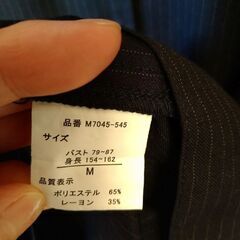 品番 M7045-545
サイズ
バスト 79~87
身長 154~162
M
品質表示
ポリエステル 65%
レーヨン 35%